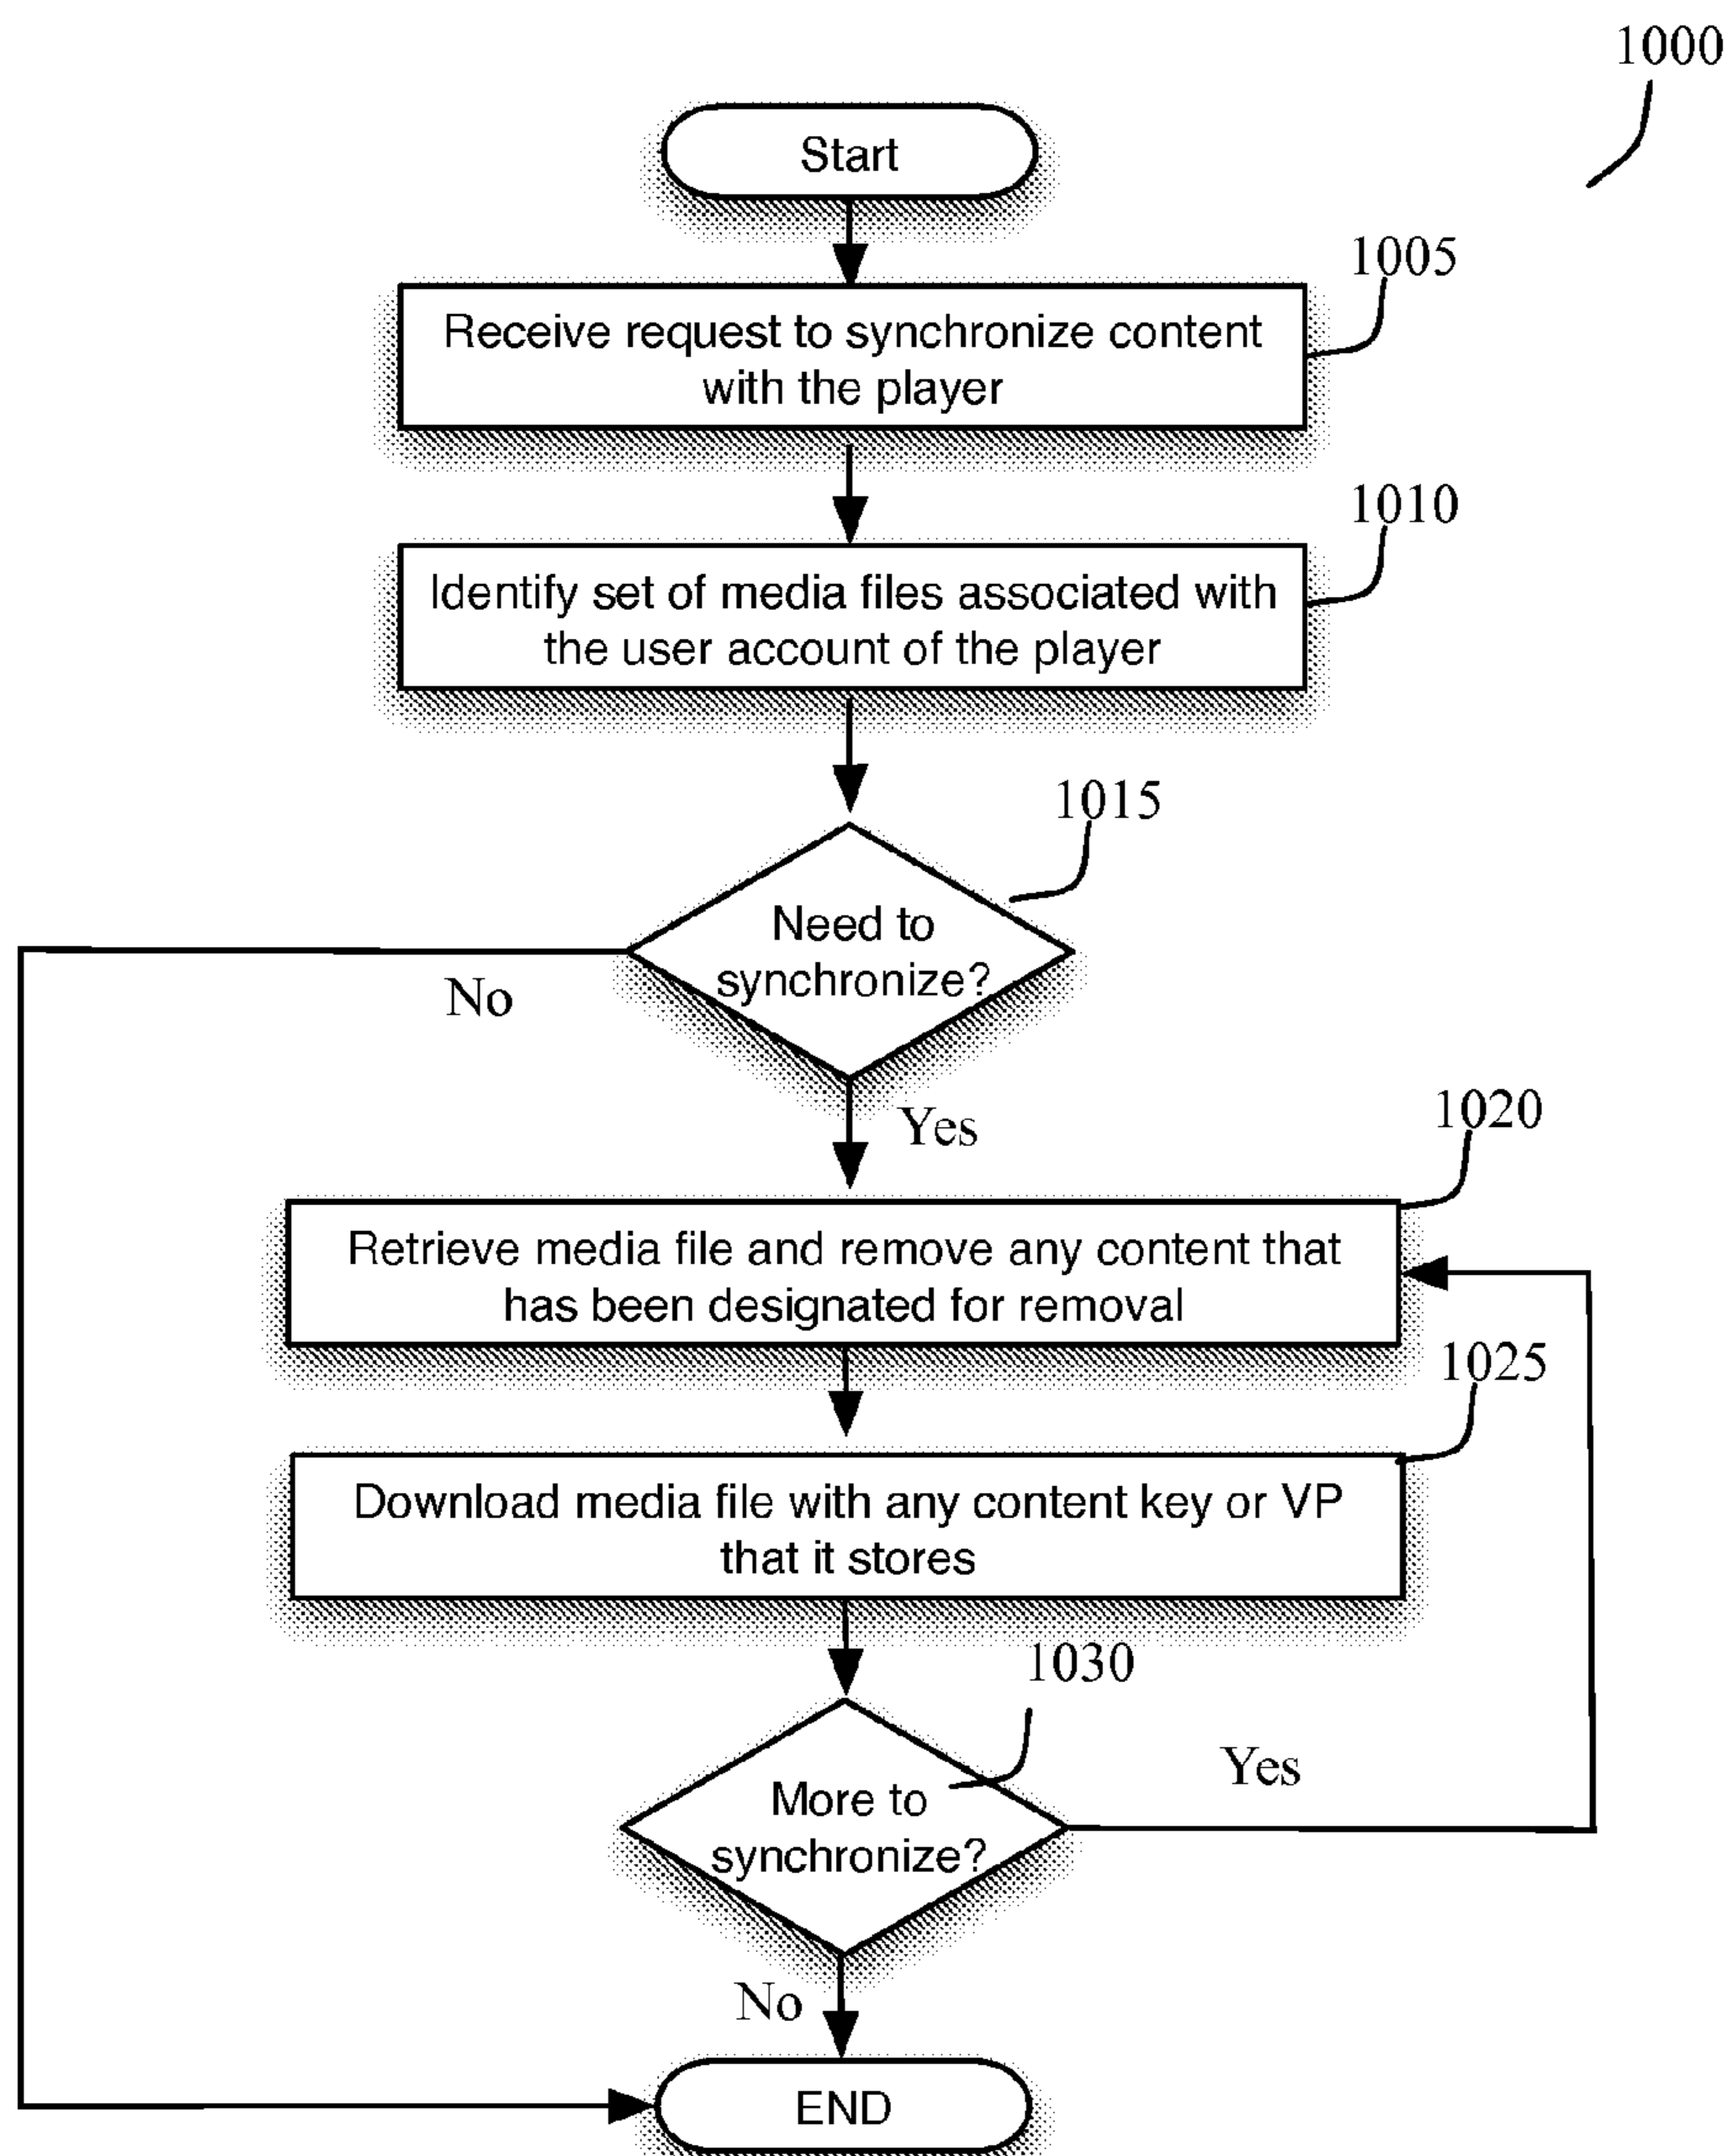 1000
Start
1005
Receive request to synchronize content
with the player
1010
Identify set of media files associated with
the user account of the player
1015
Need to
synchronize?
No
Yes
1020
Retrieve media file and remove any content that
has been designated for removal
1025
Download media file with any content key or VP
that it stores
1030
More to
synchronize?
Yes
No
END